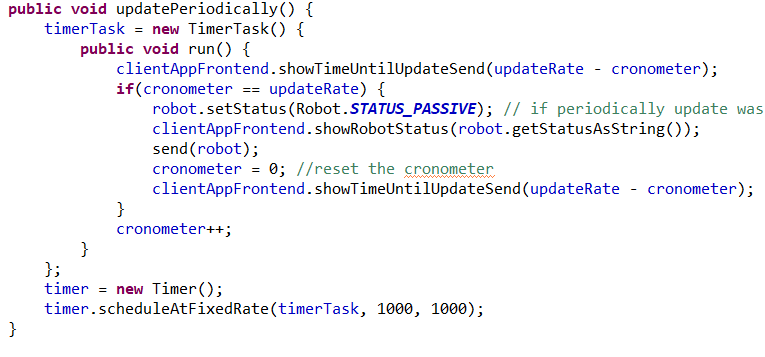 public void updatePeriodically() {
timerTask = new TimerTask() {
public void run() {
clientAppFrontend.showTimeUntilUpdateSend(updateRate - cronometer);
if(cronometer == updateRate) {
robot.setStatus(Robot.STATUS_PASSIVE); // if periodically update was
clientAppFrontend.showRobotStatus(robot.getStatusAsString());
send(robot);
cronometer = 0; //reset the cronometer
clientAppFrontend.showTimeUntilUpdateSend(updateRate - cronometer);
}
cronometer++;
}
};
timer = new Timer();
timer.scheduleAtFixedRate(timerTask, 1000, 1000);
}